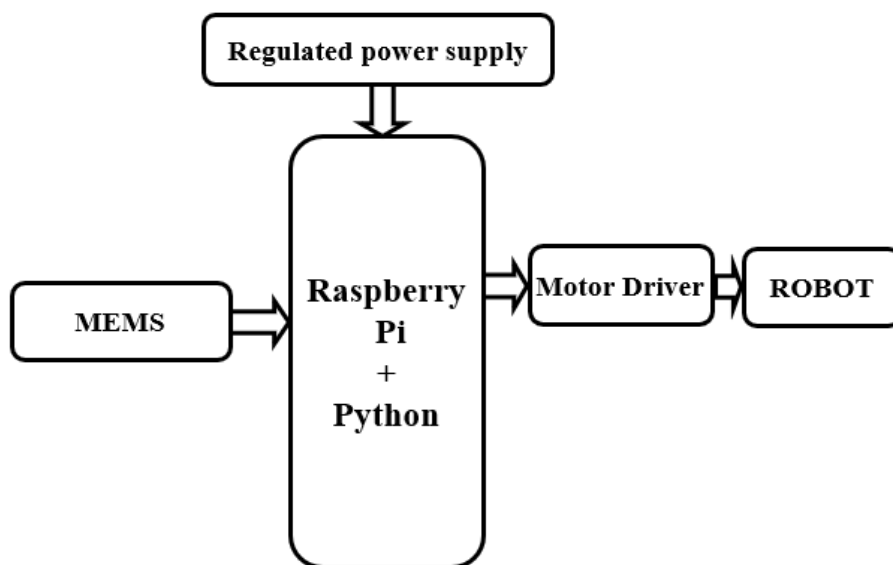 Regulated power supply
MEMS
Raspberry
Pi
+
Python
Motor Driver
ROBOT